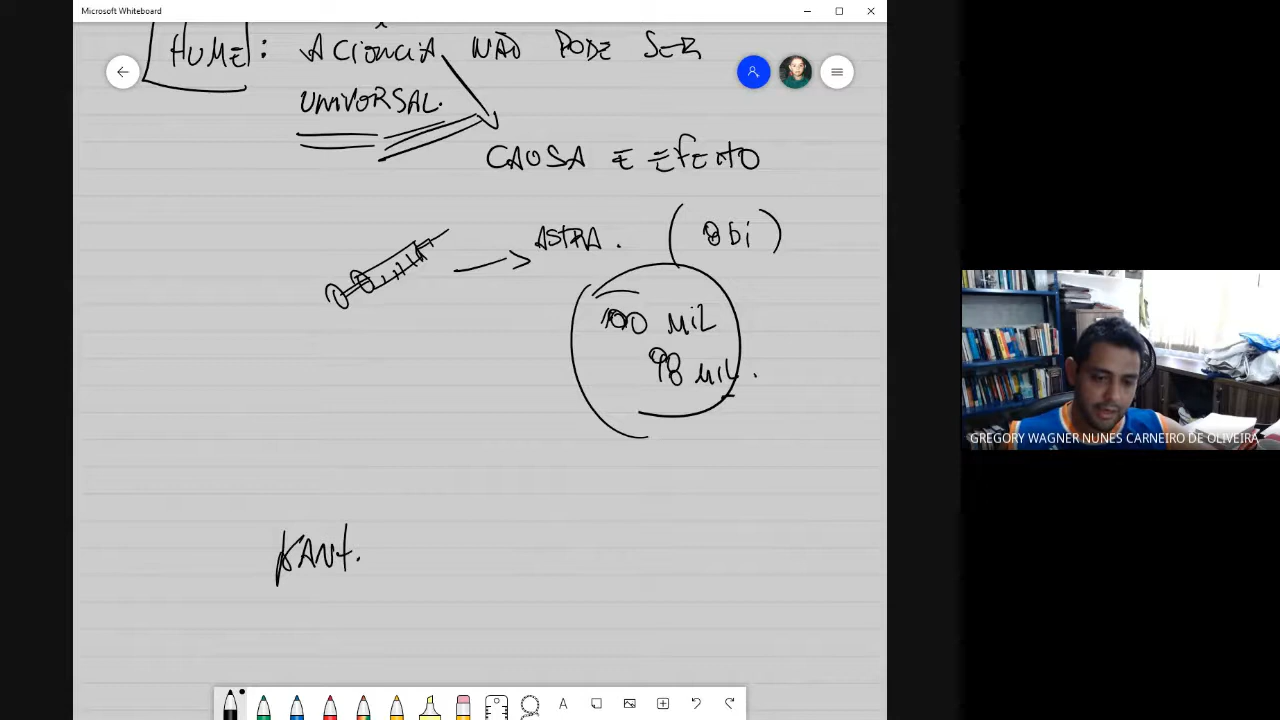 Microsoft Whiteboard
HUME: A CIÊNCIA NÃO PODE SER
UNIVERSAL.
CAUSA E EFEITO
ASTRA. (8 bi)
100 MIL
98 MIL.
KANT.
GREGORY WAGNER NUNES CARNEIRO DE OLIVEIRA